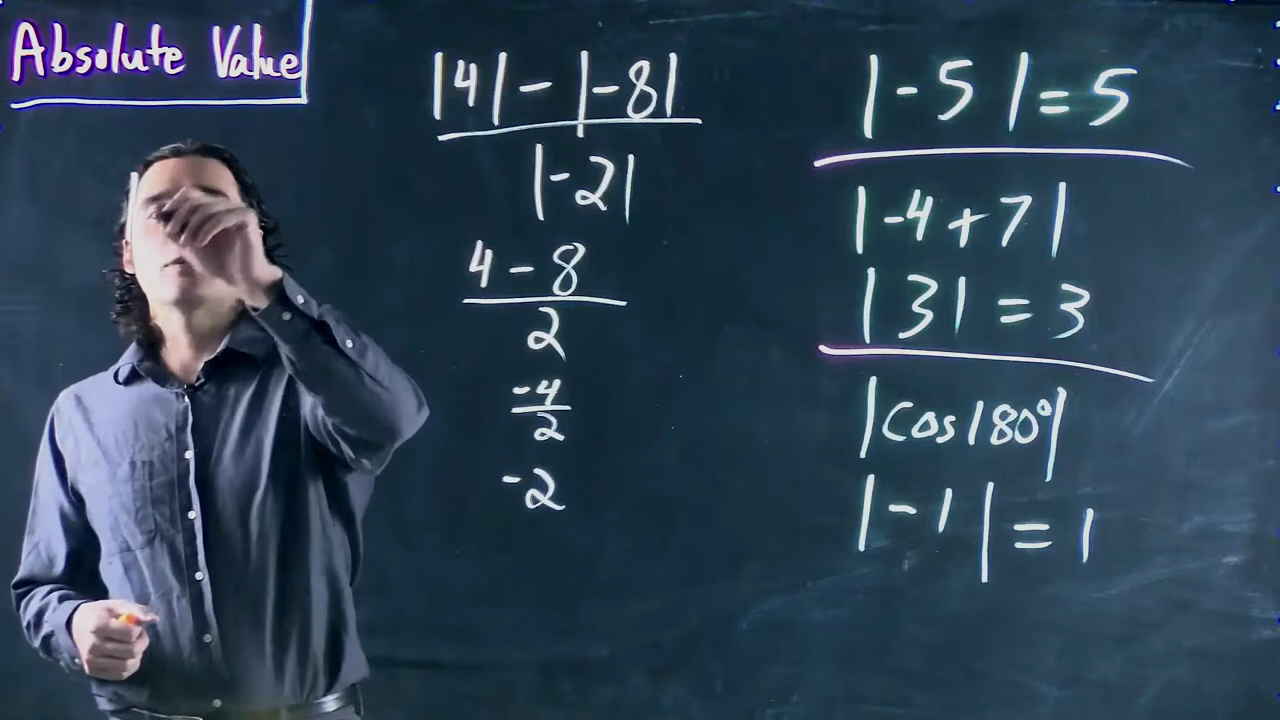 Absolute Value
|4| - |-8|
|-2|
4 - 8
2
-4
2
-2
|-5| = 5
|-4 + 7|
|3| = 3
|cos 180°|
|-1| = 1